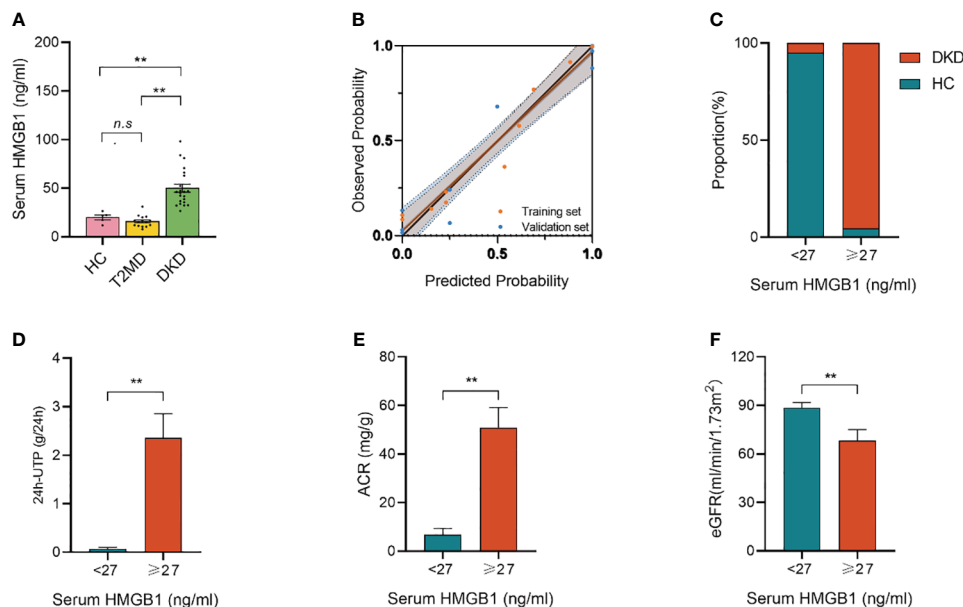 A
Serum HMGB1 (ng/ml)
200
150
100
50
0
**
**
n.s
HC
T2MD
DKD
B
Observed Probability
1.0
0.5
0.0
0.0
0.5
1.0
Training set
Validation set
Predicted Probability
C
Proportion(%)
100
50
0
<27
⩾27
Serum HMGB1 (ng/ml)
DKD
HC
D
24h-UTP (g/24h)
4
3
2
1
0
**
<27
⩾27
Serum HMGB1 (ng/ml)
E
ACR (mg/g)
80
60
40
20
0
**
<27
⩾27
Serum HMGB1 (ng/ml)
F
eGFR(ml/min/1.73m²)
120
90
60
30
0
**
<27
⩾27
Serum HMGB1 (ng/ml)